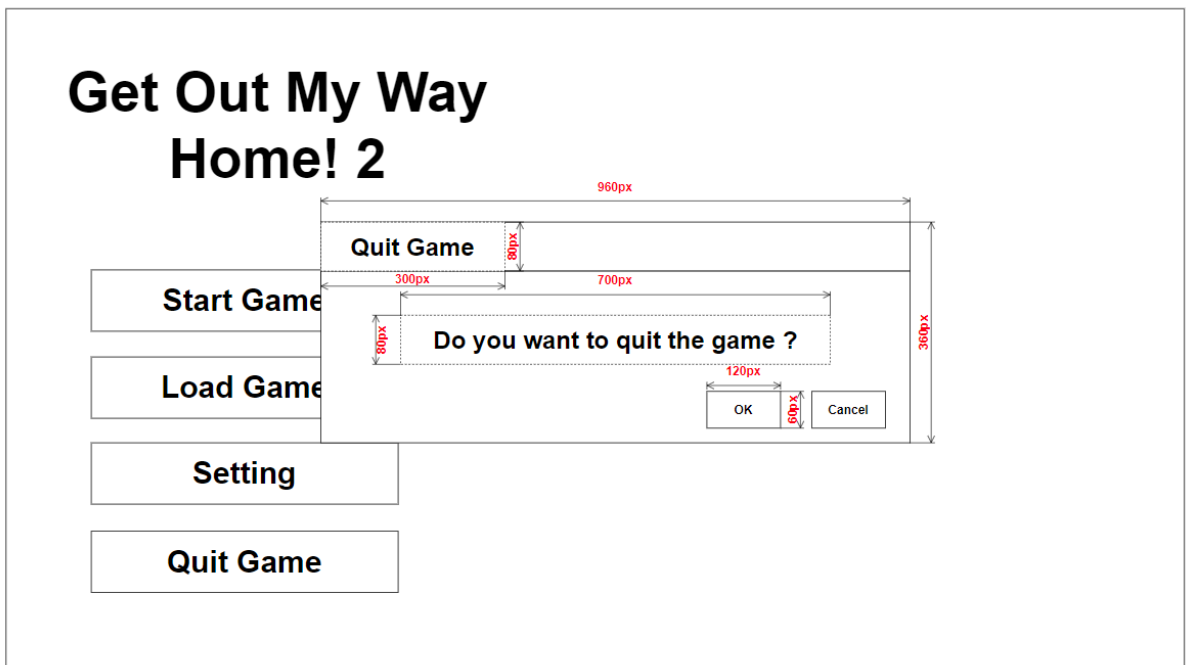 Get Out My Way
Home! 2
960px
Quit Game
80px
300px
700px
Start Game
Do you want to quit the game ?
80px
360px
120px
Load Game
OK
60px
Cancel
Setting
Quit Game